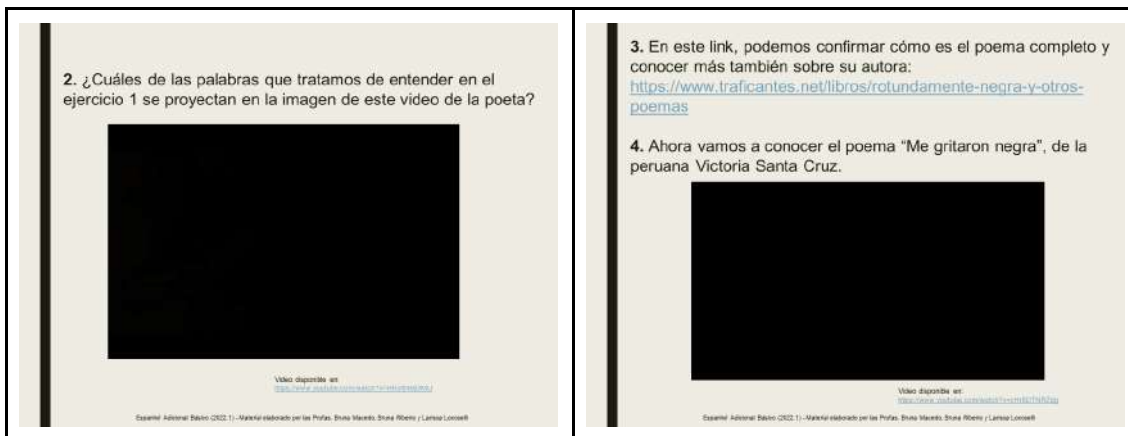 2. ¿Cuáles de las palabras que tratamos de entender en el
ejercicio 1 se proyectan en la imagen de este video de la poeta?
Video disponible en:
Español Adicional Básico (2022.1) – Material elaborado por las Profas. Bruna Macedo, Bruna Ribeiro y Larissa Locoselli
3. En este link, podemos confirmar cómo es el poema completo y
conocer más también sobre su autora:
https://www.traficantes.net/libros/rotundamente-negra-y-otros-
poemas
4. Ahora vamos a conocer el poema “Me gritaron negra”, de la
peruana Victoria Santa Cruz.
Video disponible en:
Español Adicional Básico (2022.1) – Material elaborado por las Profas. Bruna Macedo, Bruna Ribeiro y Larissa Locoselli